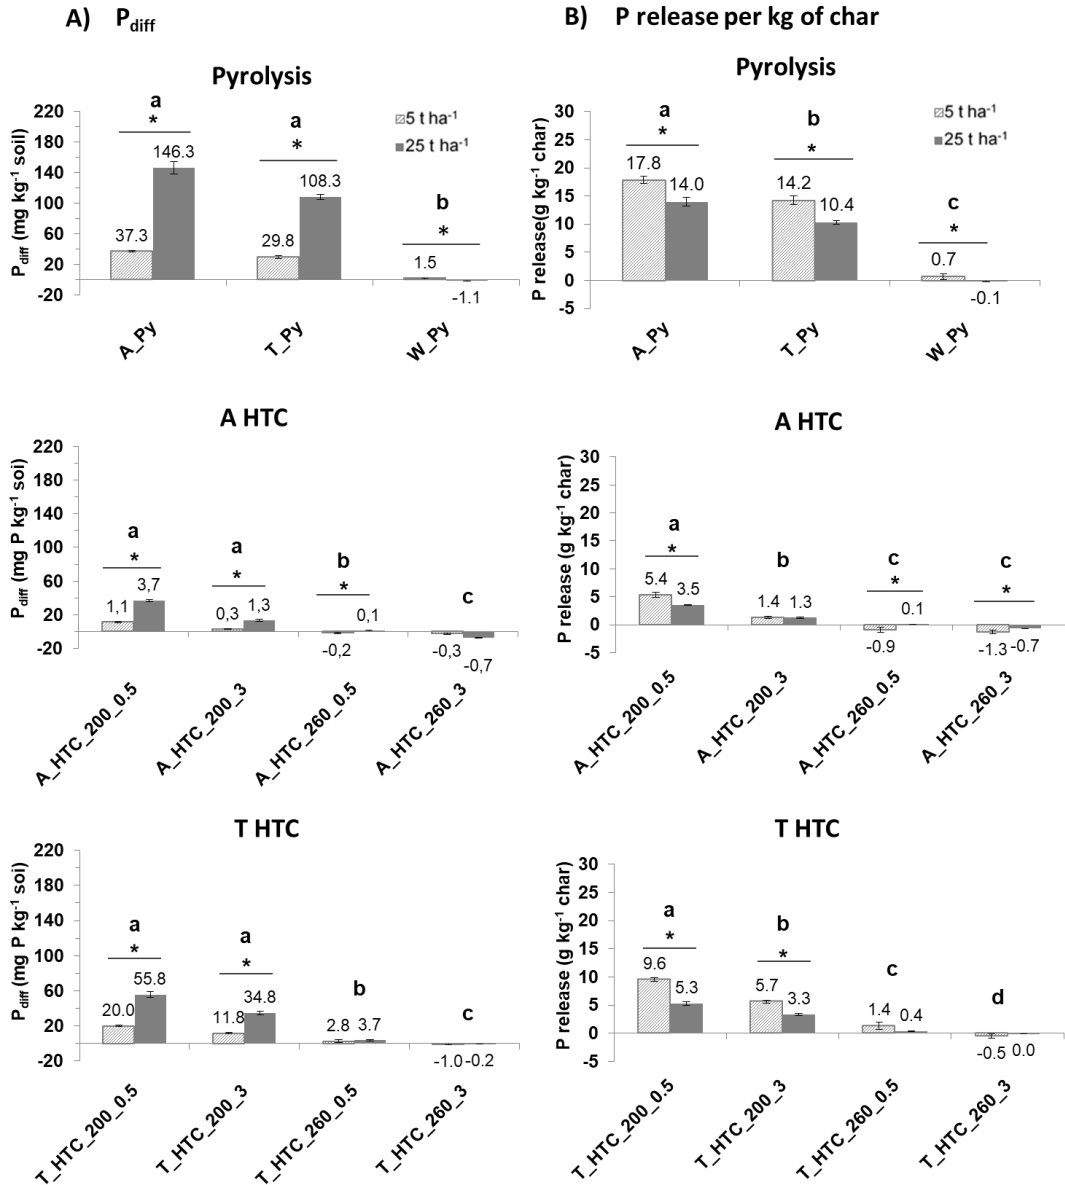 A) Pdiff
B) P release per kg of char
Pyrolysis
Pdiff (mg kg-1 soil)
220
180
140
100
60
20
-20
a
*
a
*
b
*
5 t ha-1
25 t ha-1
37.3
146.3
29.8
108.3
1.5
-1.1
A_Py
T_Py
W_Py
Pyrolysis
P release(g kg-1 char)
30
25
20
15
10
5
0
-5
a
*
b
*
c
*
5 t ha-1
25 t ha-1
17.8
14.0
14.2
10.4
0.7
-0.1
A_Py
T_Py
W_Py
A HTC
Pdiff (mg P kg-1 soi)
220
180
140
100
60
20
-20
a
*
a
*
b
*
c
1,1
3,7
0,3
1,3
-0,2
0,1
-0,3
-0,7
A_HTC_200_0.5
A_HTC_200_3
A_HTC_260_0.5
A_HTC_260_3
A HTC
P release (g kg-1 char)
30
25
20
15
10
5
0
-5
a
*
b
c
*
c
*
5.4
3.5
1.4
1.3
-0.9
0.1
-1.3
-0.7
A_HTC_200_0.5
A_HTC_200_3
A_HTC_260_0.5
A_HTC_260_3
T HTC
Pdiff (mg P kg-1 soi)
220
180
140
100
60
20
-20
a
*
a
*
b
c
20.0
55.8
11.8
34.8
2.8
3.7
-1.0
-0.2
T_HTC_200_0.5
T_HTC_200_3
T_HTC_260_0.5
T_HTC_260_3
T HTC
P release (g kg-1 char)
30
25
20
15
10
5
0
-5
a
*
b
*
c
d
9.6
5.3
5.7
3.3
1.4
0.4
-0.5
0.0
T_HTC_200_0.5
T_HTC_200_3
T_HTC_260_0.5
T_HTC_260_3